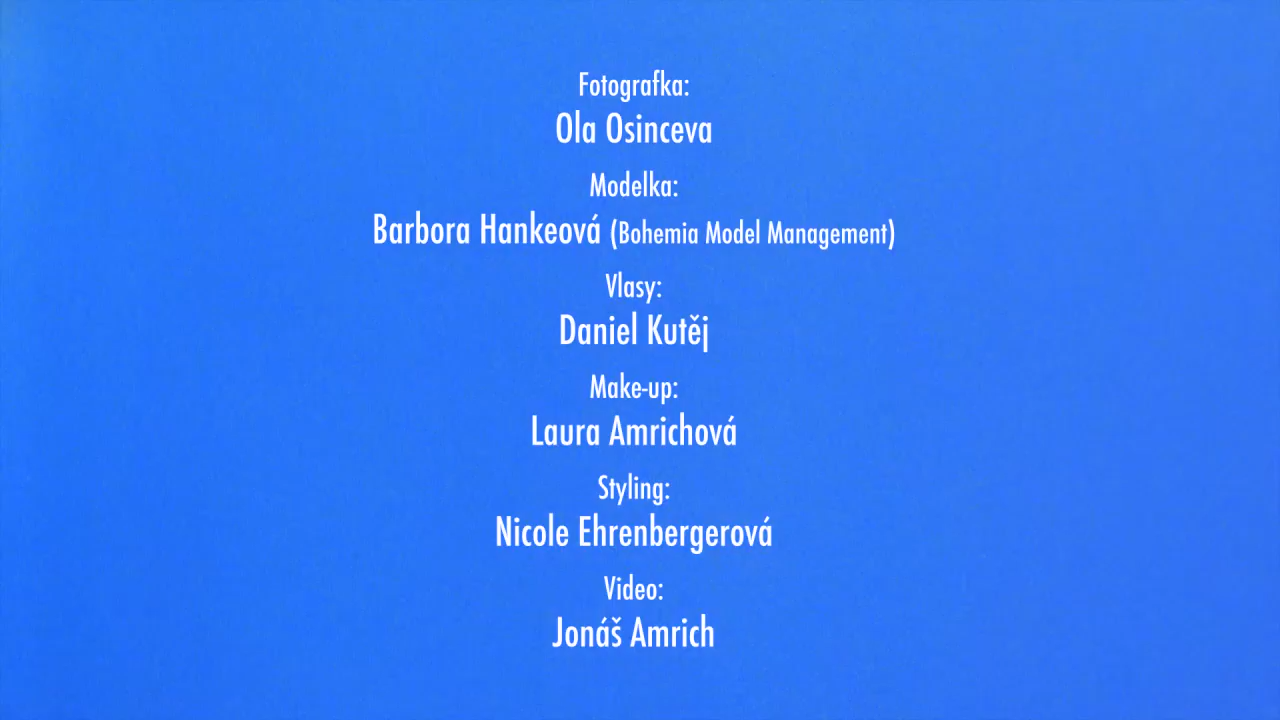 Fotografka:
Ola Osinceva
Modelka:
Barbora Hankeová (Bohemia Model Management)
Vlasy:
Daniel Kutěj
Make-up:
Laura Amrichová
Styling:
Nicole Ehrenbergerová
Video:
Jonáš Amrich